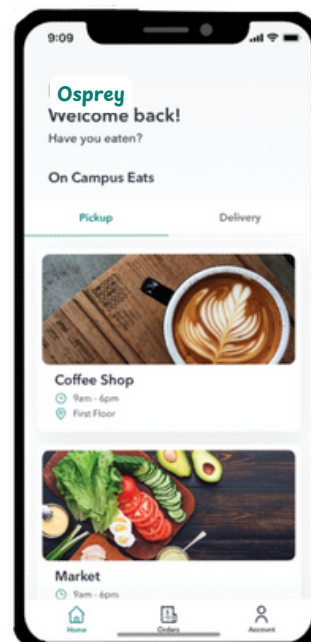 9:09
Osprey
Welcome back!
Have you eaten?
On Campus Eats
Pickup Delivery
Coffee Shop
9am - 6pm
First Floor
Market
9am - 6pm
Home Orders Account